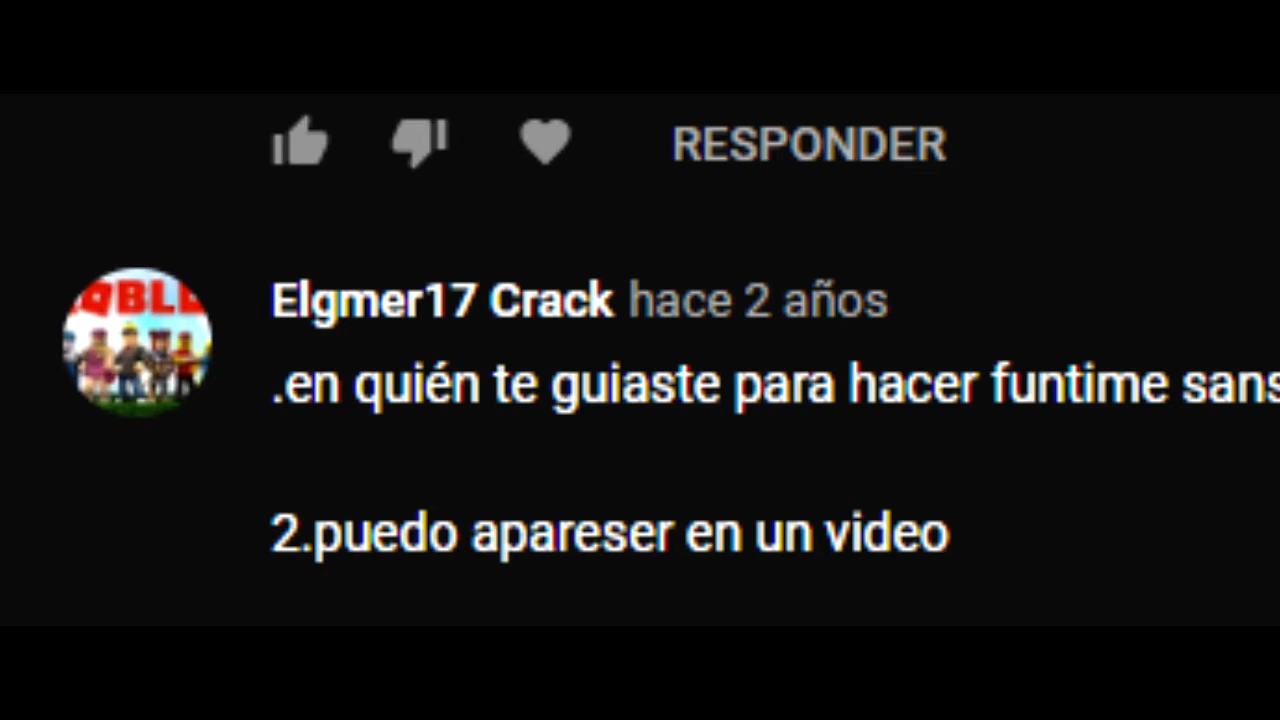 RESPONDER
Elgmer17 Crack hace 2 años
.en quién te guiaste para hacer funtime sans
2.puedo apareser en un video